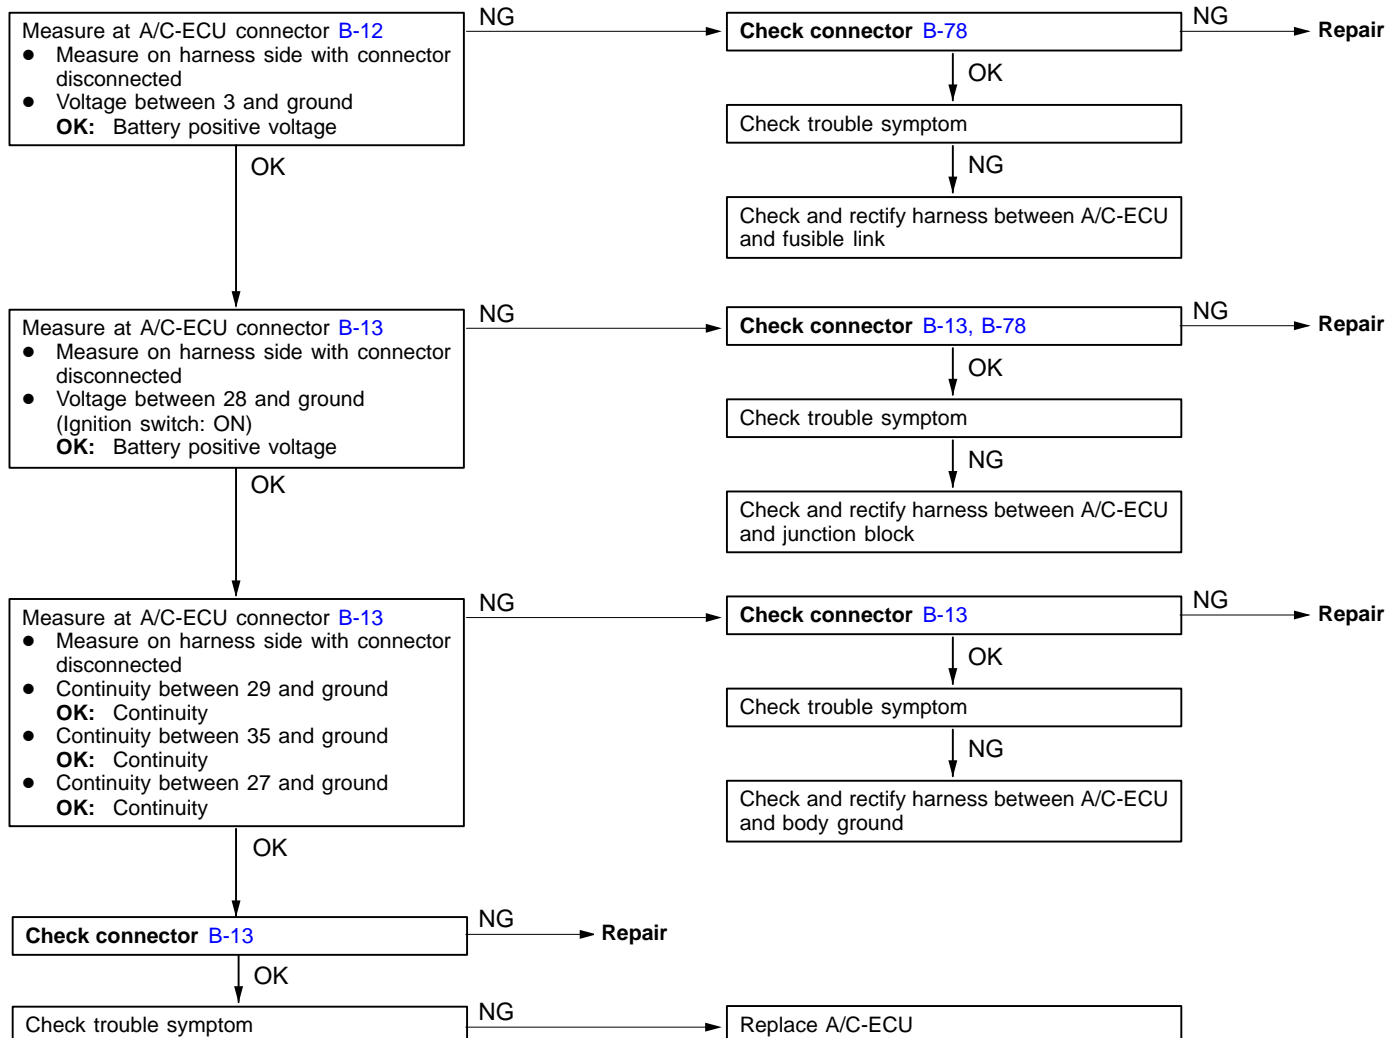 Measure at A/C-ECU connector B-12
● Measure on harness side with connector
disconnected
● Voltage between 3 and ground
OK: Battery positive voltage
NG
Check connector B-78
NG
Repair
OK
Check trouble symptom
NG
Check and rectify harness between A/C-ECU
and fusible link
OK
Measure at A/C-ECU connector B-13
● Measure on harness side with connector
disconnected
● Voltage between 28 and ground
(Ignition switch: ON)
OK: Battery positive voltage
NG
Check connector B-13, B-78
NG
Repair
OK
Check trouble symptom
NG
Check and rectify harness between A/C-ECU
and junction block
OK
Measure at A/C-ECU connector B-13
● Measure on harness side with connector
disconnected
● Continuity between 29 and ground
OK: Continuity
● Continuity between 35 and ground
OK: Continuity
● Continuity between 27 and ground
OK: Continuity
NG
Check connector B-13
NG
Repair
OK
Check trouble symptom
NG
Check and rectify harness between A/C-ECU
and body ground
OK
Check connector B-13
NG
Repair
OK
Check trouble symptom
NG
Replace A/C-ECU